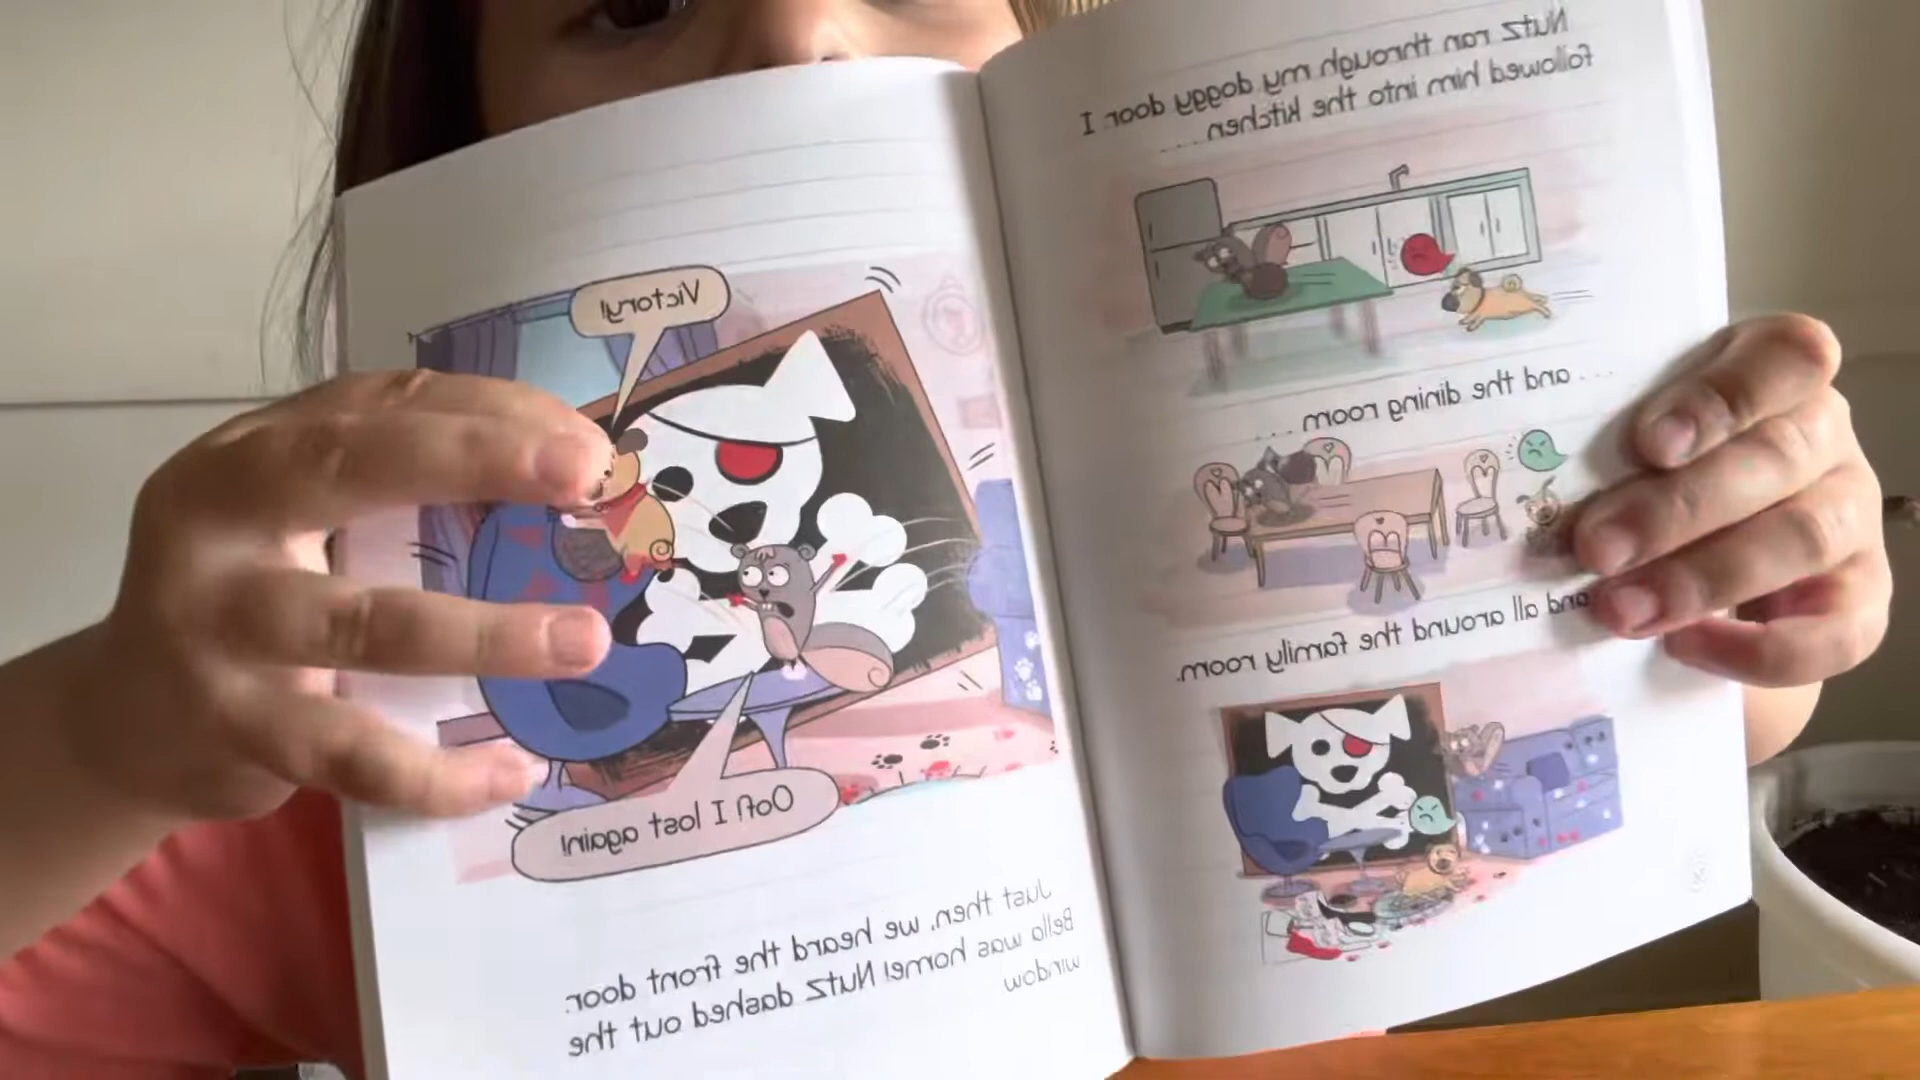 Nutz ran through my doggy door. I
followed him into the kitchen . . .
. . . and the dining room . . .
and all around the family room.
Victory!
Oof! I lost again!
Just then, we heard the front door.
Bella was home! Nutz dashed out the
window